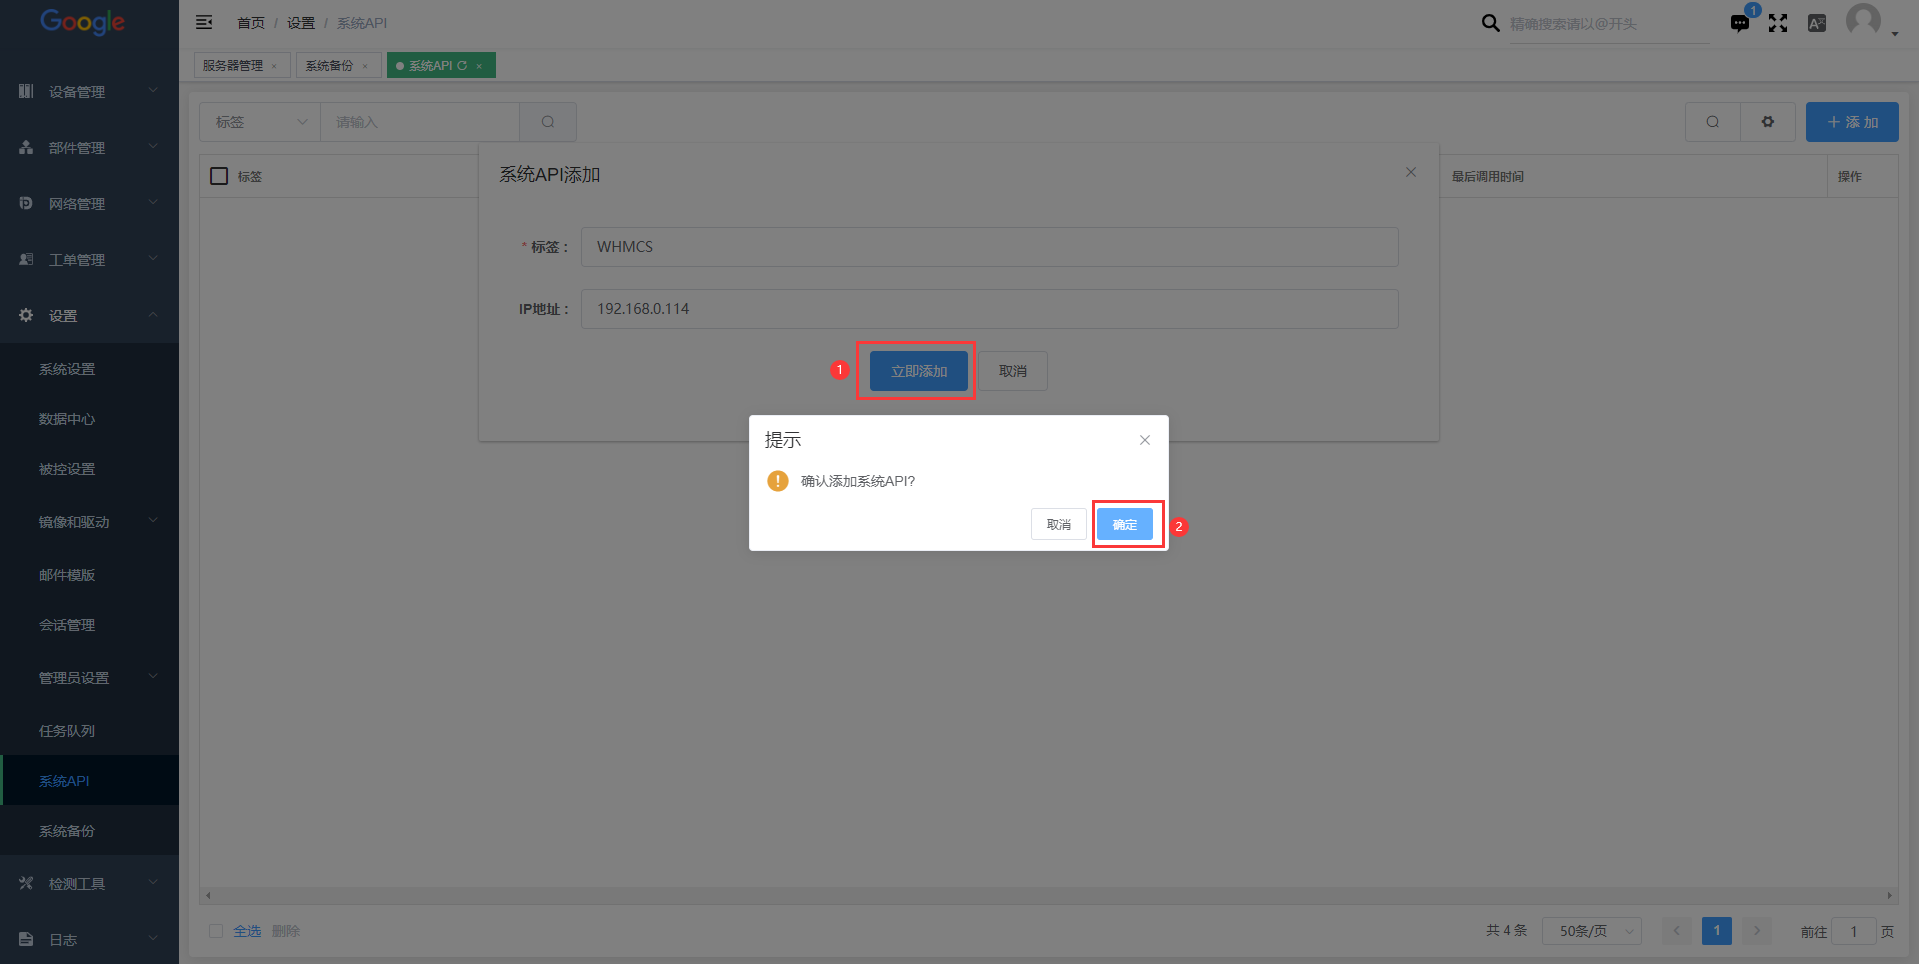 Google
首页 / 设置 / 系统API
精确搜索请以@开头
1
服务器管理 ×
系统备份 ×
系统API ×
设备管理
部件管理
网络管理
工单管理
设置
系统设置
数据中心
被控设置
镜像和驱动
邮件模版
会话管理
管理员设置
任务队列
系统API
系统备份
检测工具
日志
标签
请输入
+ 添 加
标签
最后调用时间
操作
系统API添加
* 标签：
WHMCS
IP地址：
192.168.0.114
1
立即添加
取消
提示
确认添加系统API?
取消
确定
2
全选 删除
共 4 条
50条/页
1
前往 1 页